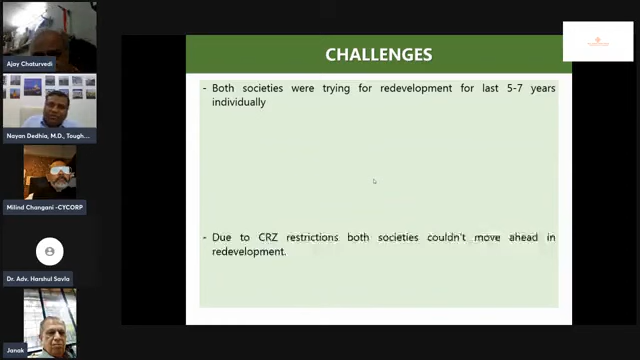 Ajay Chaturvedi
Nayan Dedhia, M.D., Tough...
Milind Changani -CYCORP
Dr. Adv. Harshul Savla
Janak
CHALLENGES
- Both societies were trying for redevelopment for last 5-7 years
individually
- Due to CRZ restrictions both societies couldn't move ahead in
redevelopment.